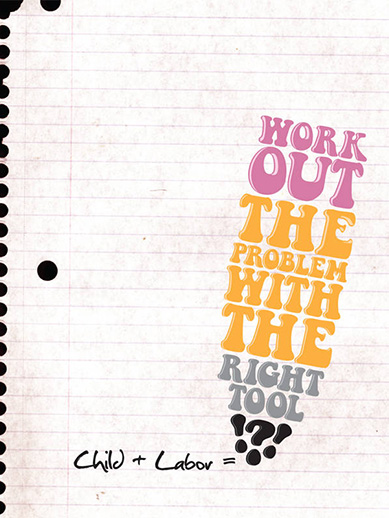 WORK
OUT
THE
PROBLEM
WITH
THE
RIGHT
TOOL
!?!
Child + Labor =